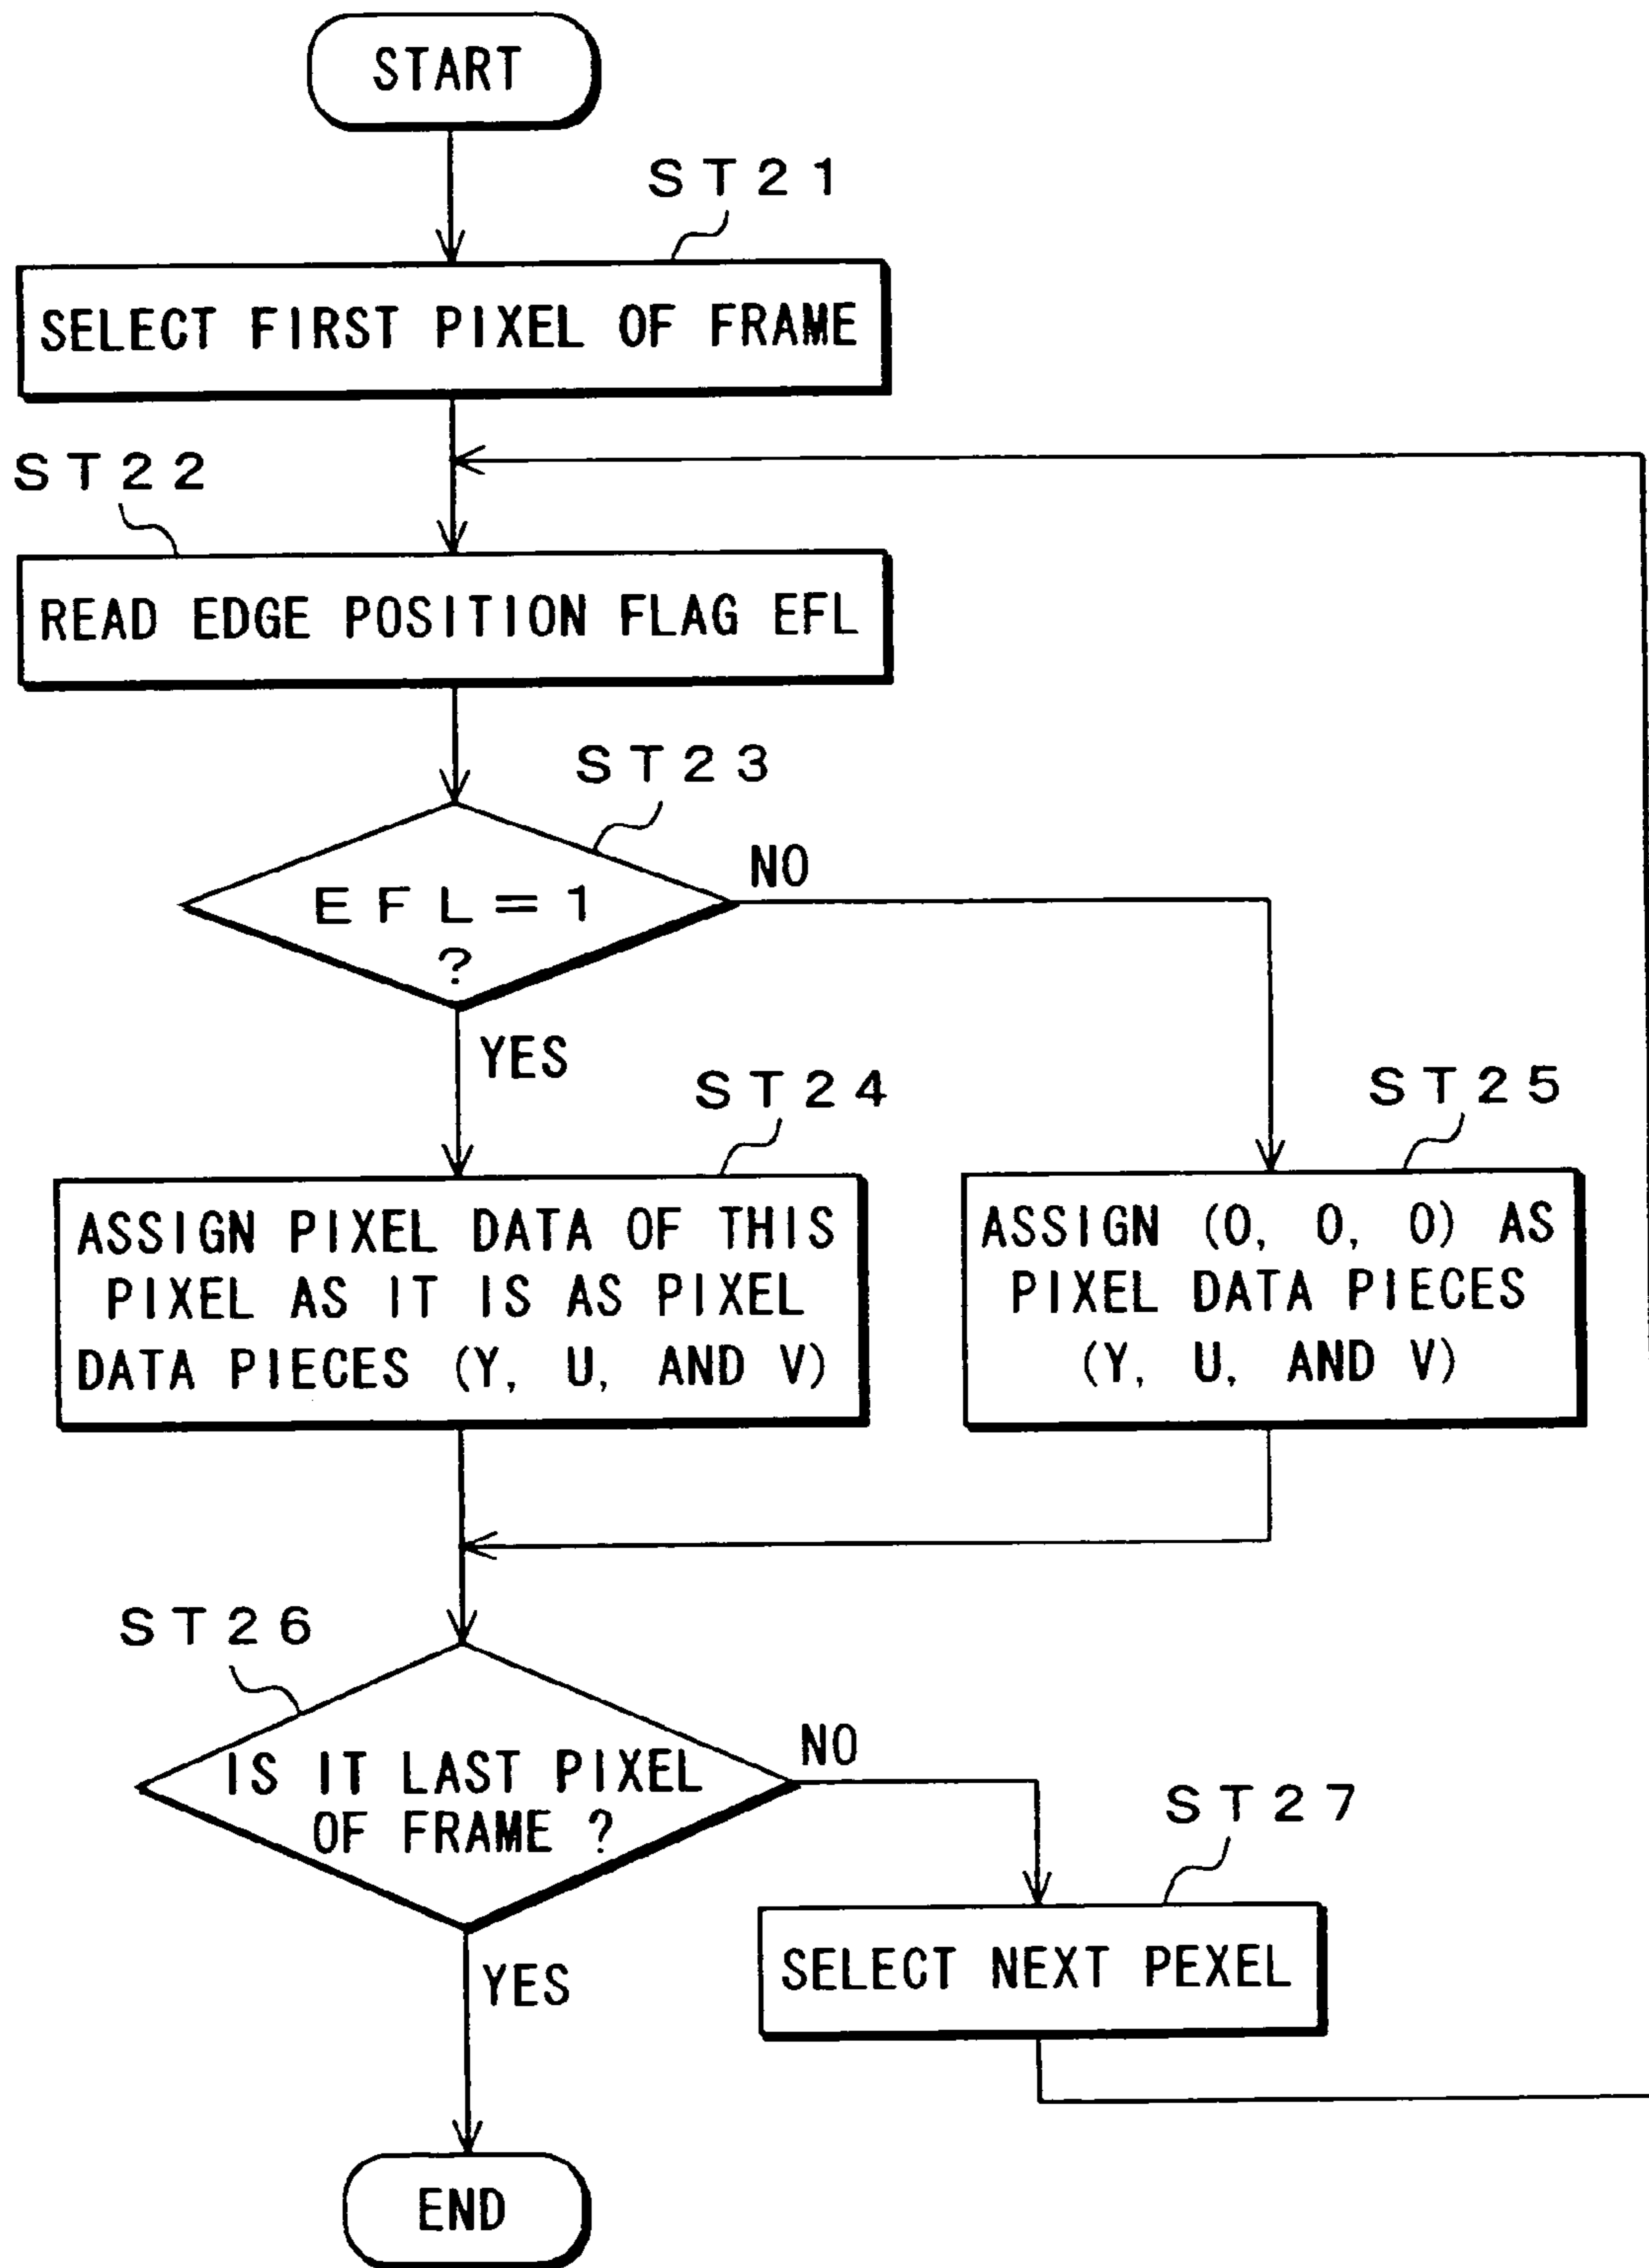 START
ST21
SELECT FIRST PIXEL OF FRAME
ST22
READ EDGE POSITION FLAG EFL
ST23
EFL=1
?
NO
YES
ST24
ASSIGN PIXEL DATA OF THIS
PIXEL AS IT IS AS PIXEL
DATA PIECES (Y, U, AND V)
ST25
ASSIGN (0, 0, 0) AS
PIXEL DATA PIECES
(Y, U, AND V)
ST26
IS IT LAST PIXEL
OF FRAME ?
NO
YES
ST27
SELECT NEXT PEXEL
END